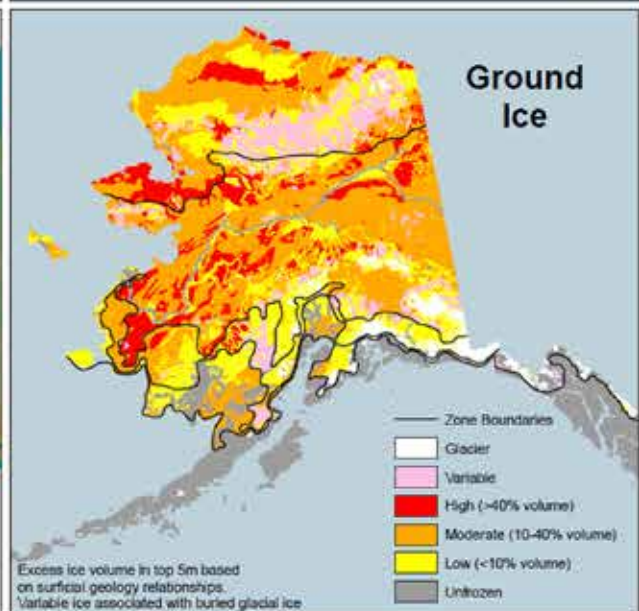 Ground
Ice
Zone Boundaries
Glacier
Variable
High (>40% volume)
Moderate (10-40% volume)
Low (<10% volume)
Unfrozen
Excess ice volume in top 5m based
on surficial geology relationships.
Variable ice associated with buried glacial ice